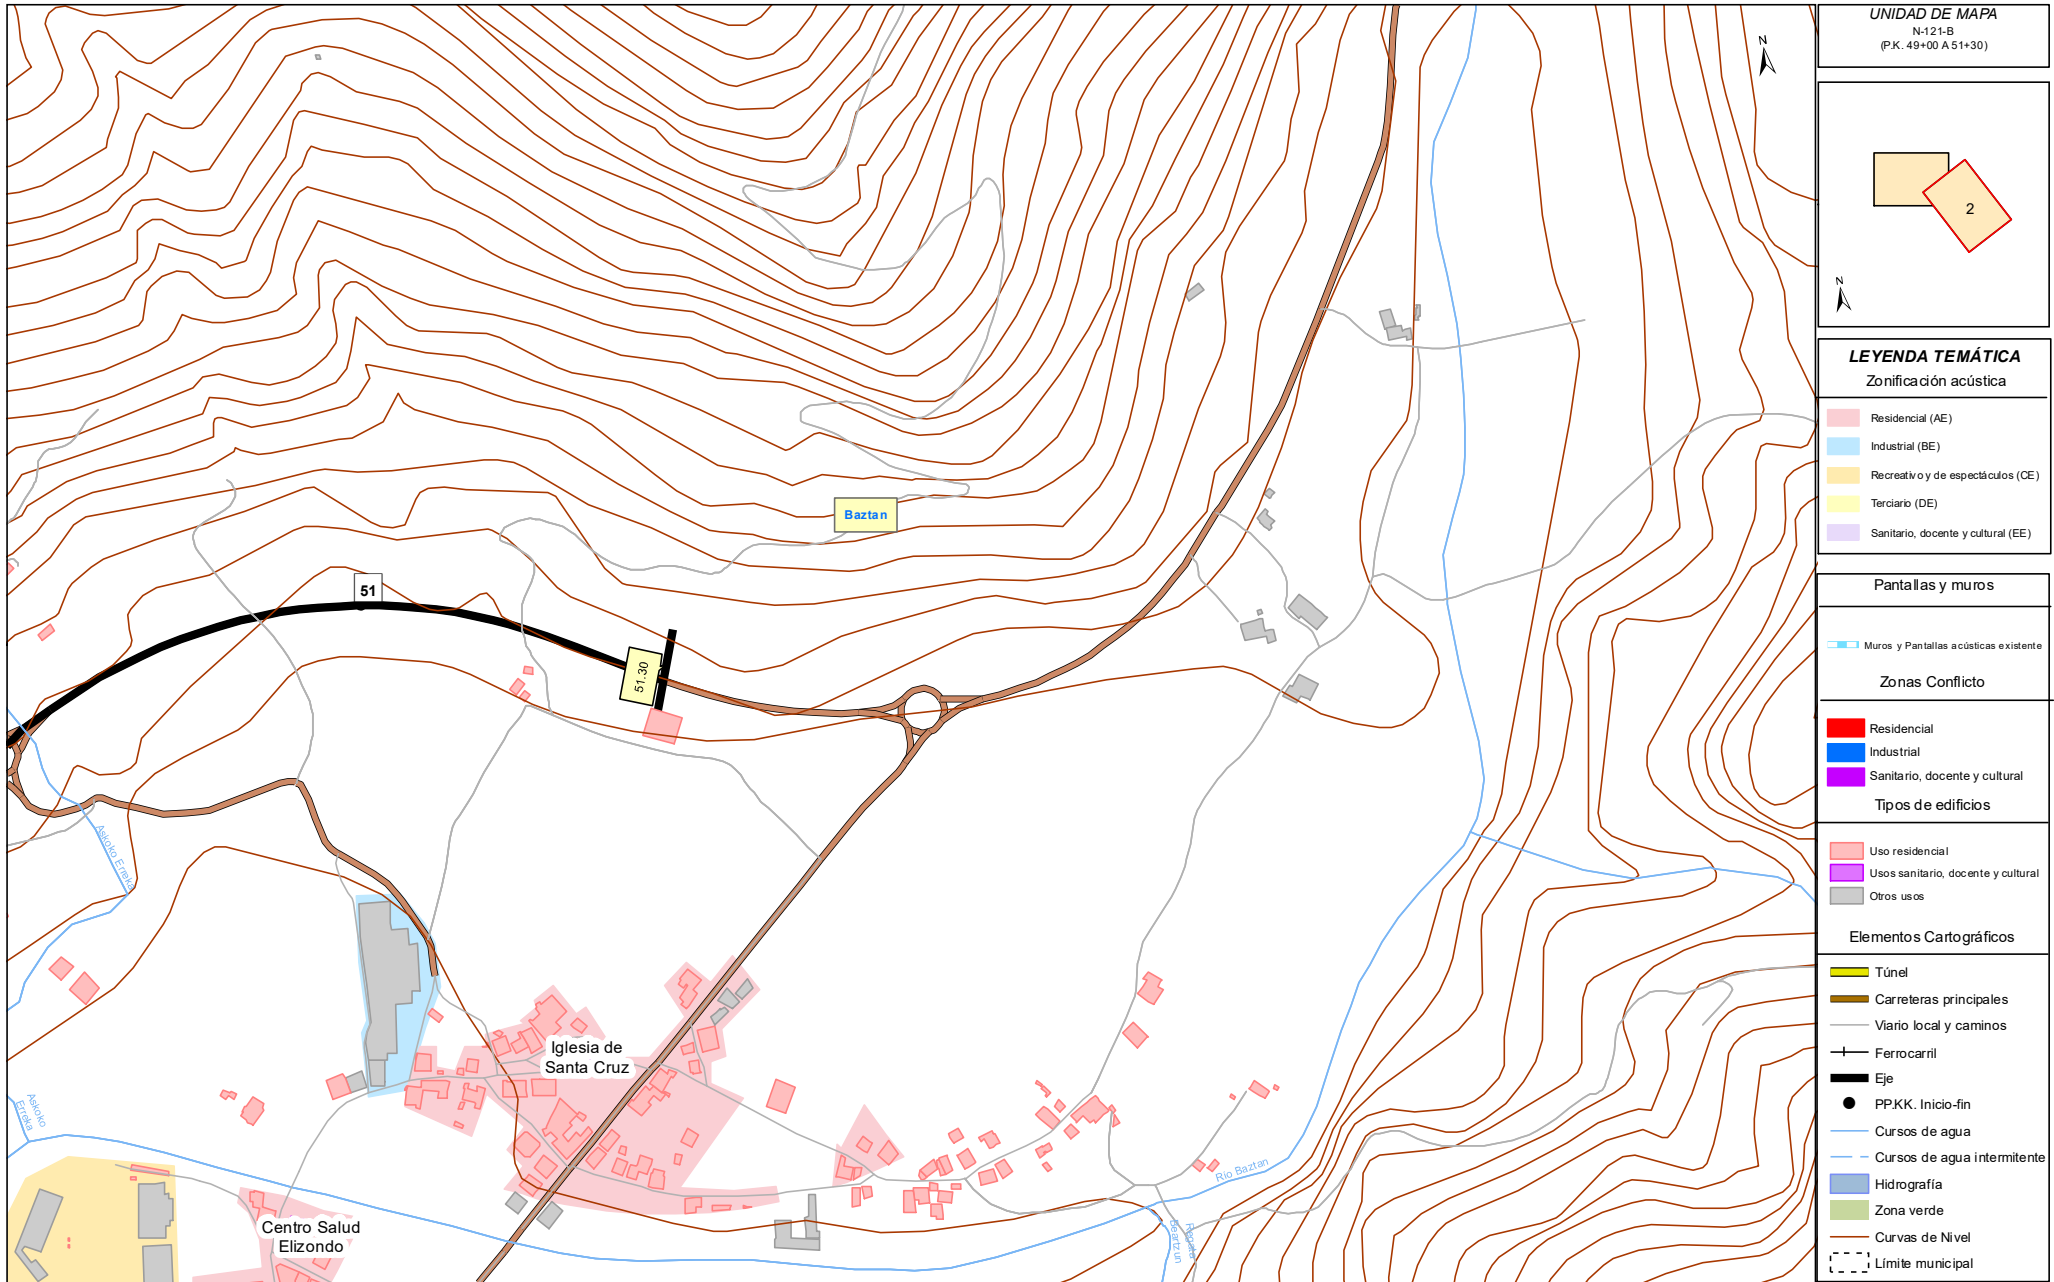 UNIDAD DE MAPA
N-121-B
(P.K. 49+00 A 51+30)
N
N
2
N
LEYENDA TEMÁTICA
Zonificación acústica
Residencial (AE)
Industrial (BE)
Recreativo y de espectáculos (CE)
Terciario (DE)
Sanitario, docente y cultural (EE)
Pantallas y muros
Muros y Pantallas acústicas existente
Zonas Conflicto
Residencial
Industrial
Sanitario, docente y cultural
Tipos de edificios
Uso residencial
Usos sanitario, docente y cultural
Otros usos
Elementos Cartográficos
Túnel
Carreteras principales
Viario local y caminos
Ferrocarril
Eje
PP.KK. Inicio-fin
Cursos de agua
Cursos de agua intermitente
Hidrografía
Zona verde
Curvas de Nivel
Límite municipal
Baztan
51
51.30
Askoko Erreka
Iglesia de
Santa Cruz
Askoko
Erreka
Río Baztan
Regata
Beartzun
Centro Salud
Elizondo